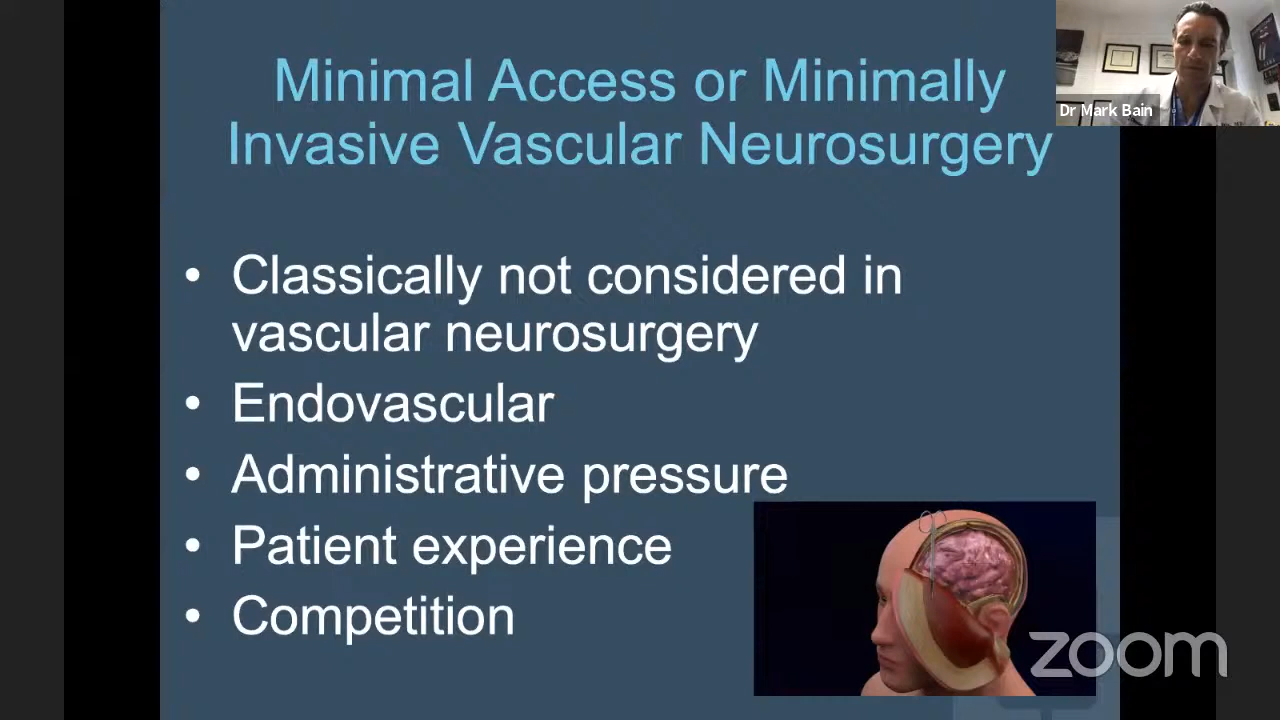 Minimal Access or Minimally
Invasive Vascular Neurosurgery
Dr Mark Bain
• Classically not considered in
vascular neurosurgery
• Endovascular
• Administrative pressure
• Patient experience
• Competition
zoom